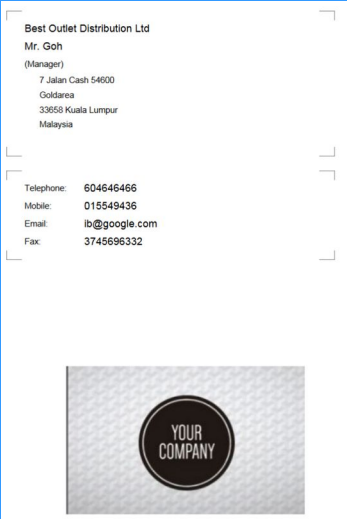 Best Outlet Distribution Ltd
Mr. Goh
(Manager)
7 Jalan Cash 54600
Goldarea
33658 Kuala Lumpur
Malaysia
Telephone: 604646466
Mobile: 015549436
Email: ib@google.com
Fax: 3745696332
YOUR
COMPANY